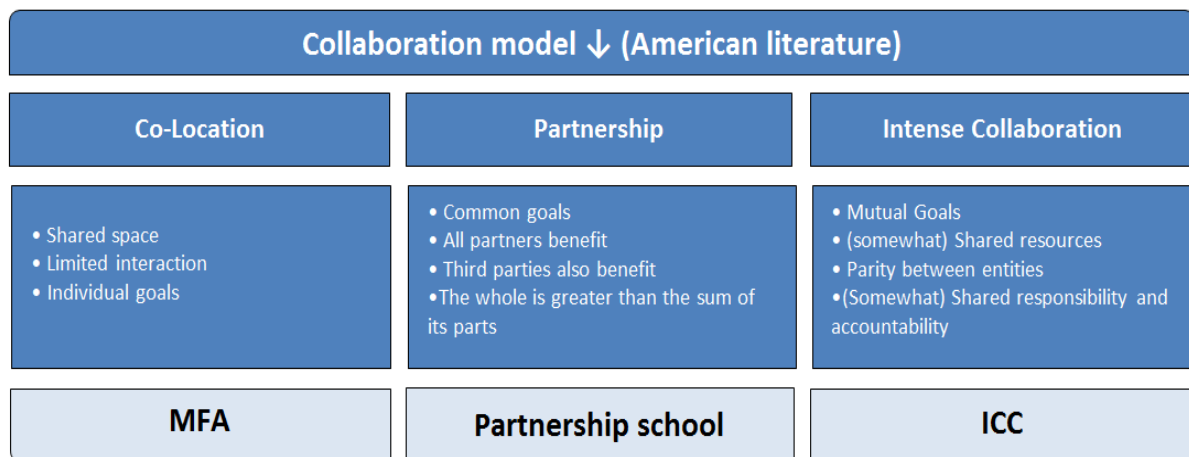 Collaboration model ↓ (American literature)
Co-Location
Partnership
Intense Collaboration
• Shared space
• Limited interaction
• Individual goals
• Common goals
• All partners benefit
• Third parties also benefit
•The whole is greater than the sum of
its parts
• Mutual Goals
• (somewhat) Shared resources
• Parity between entities
•(Somewhat) Shared responsibility and
accountability
MFA
Partnership school
ICC